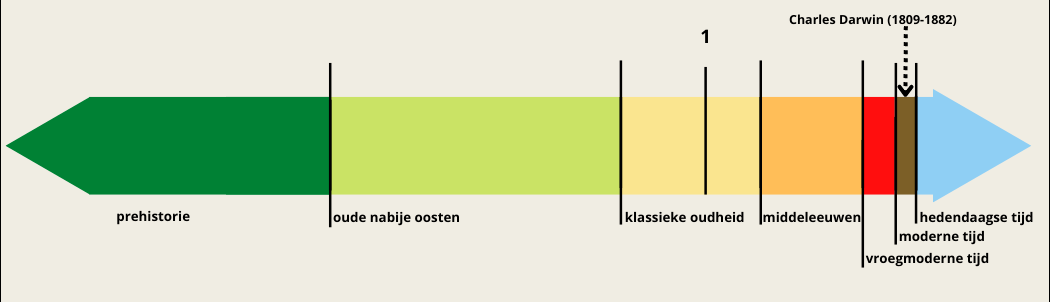 Charles Darwin (1809-1882)
1
prehistorie
oude nabije oosten
klassieke oudheid
middeleeuwen
hedendaagse tijd
moderne tijd
vroegmoderne tijd